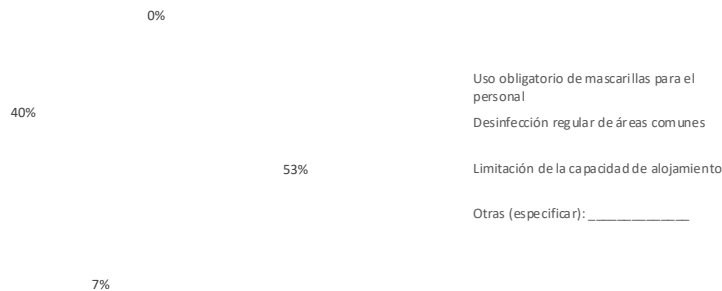 0%
40%
53%
7%
Uso obligatorio de mascarillas para el
personal
Desinfección regular de áreas comunes
Limitación de la capacidad de alojamiento
Otras (especificar): ______________